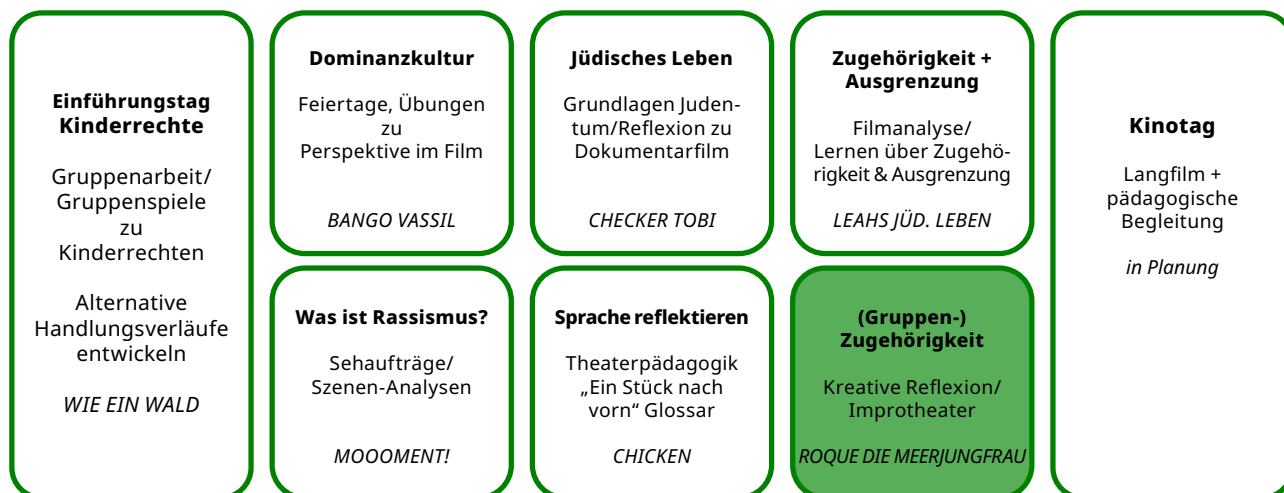 Einführungstag
Kinderrechte
Gruppenarbeit/
Gruppenspiele
zu
Kinderrechten
Alternative
Handlungsverläufe
entwickeln
WIE EIN WALD
Dominanzkultur
Feiertage, Übungen
zu
Perspektive im Film
BANGO VASSIL
Jüdisches Leben
Grundlagen Juden-
tum/Reflexion zu
Dokumentarfilm
CHECKER TOBI
Zugehörigkeit +
Ausgrenzung
Filmanalyse/
Lernen über Zugehö-
rigkeit & Ausgrenzung
LEAHS JÜD. LEBEN
Was ist Rassismus?
Sehaufträge/
Szenen-Analysen
MOOOMENT!
Sprache reflektieren
Theaterpädagogik
„Ein Stück nach
vorn“ Glossar
CHICKEN
(Gruppen-)
Zugehörigkeit
Kreative Reflexion/
Improtheater
ROQUE DIE MEERJUNGFRAU
Kinotag
Langfilm +
pädagogische
Begleitung
in Planung